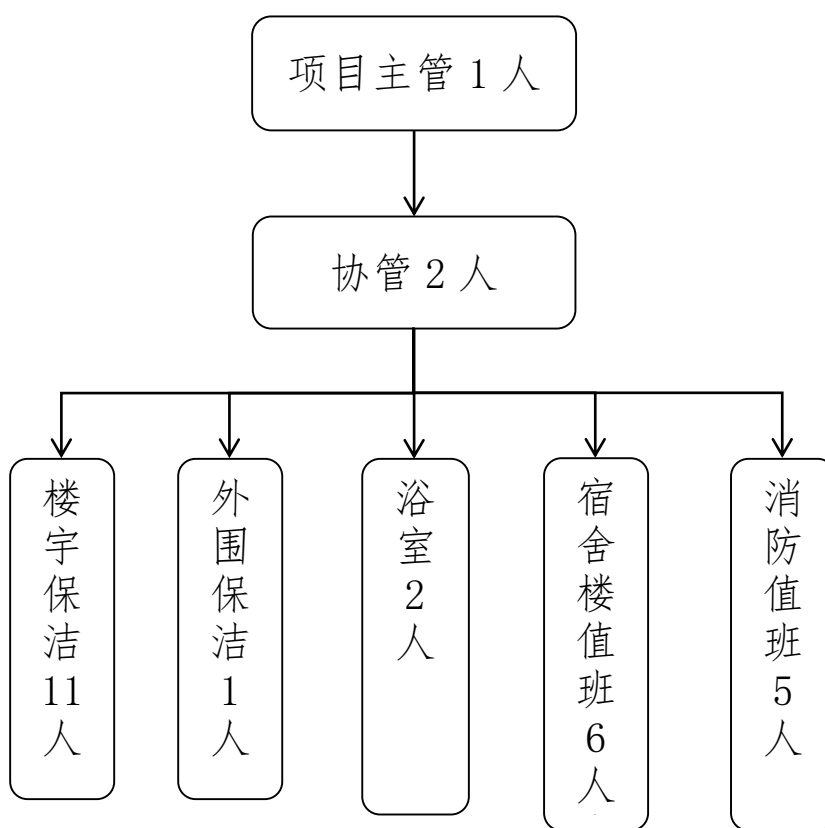 项目主管1人
协管2人
楼宇保洁11人
外围保洁1人
浴室2人
宿舍楼值班6人
消防值班5人